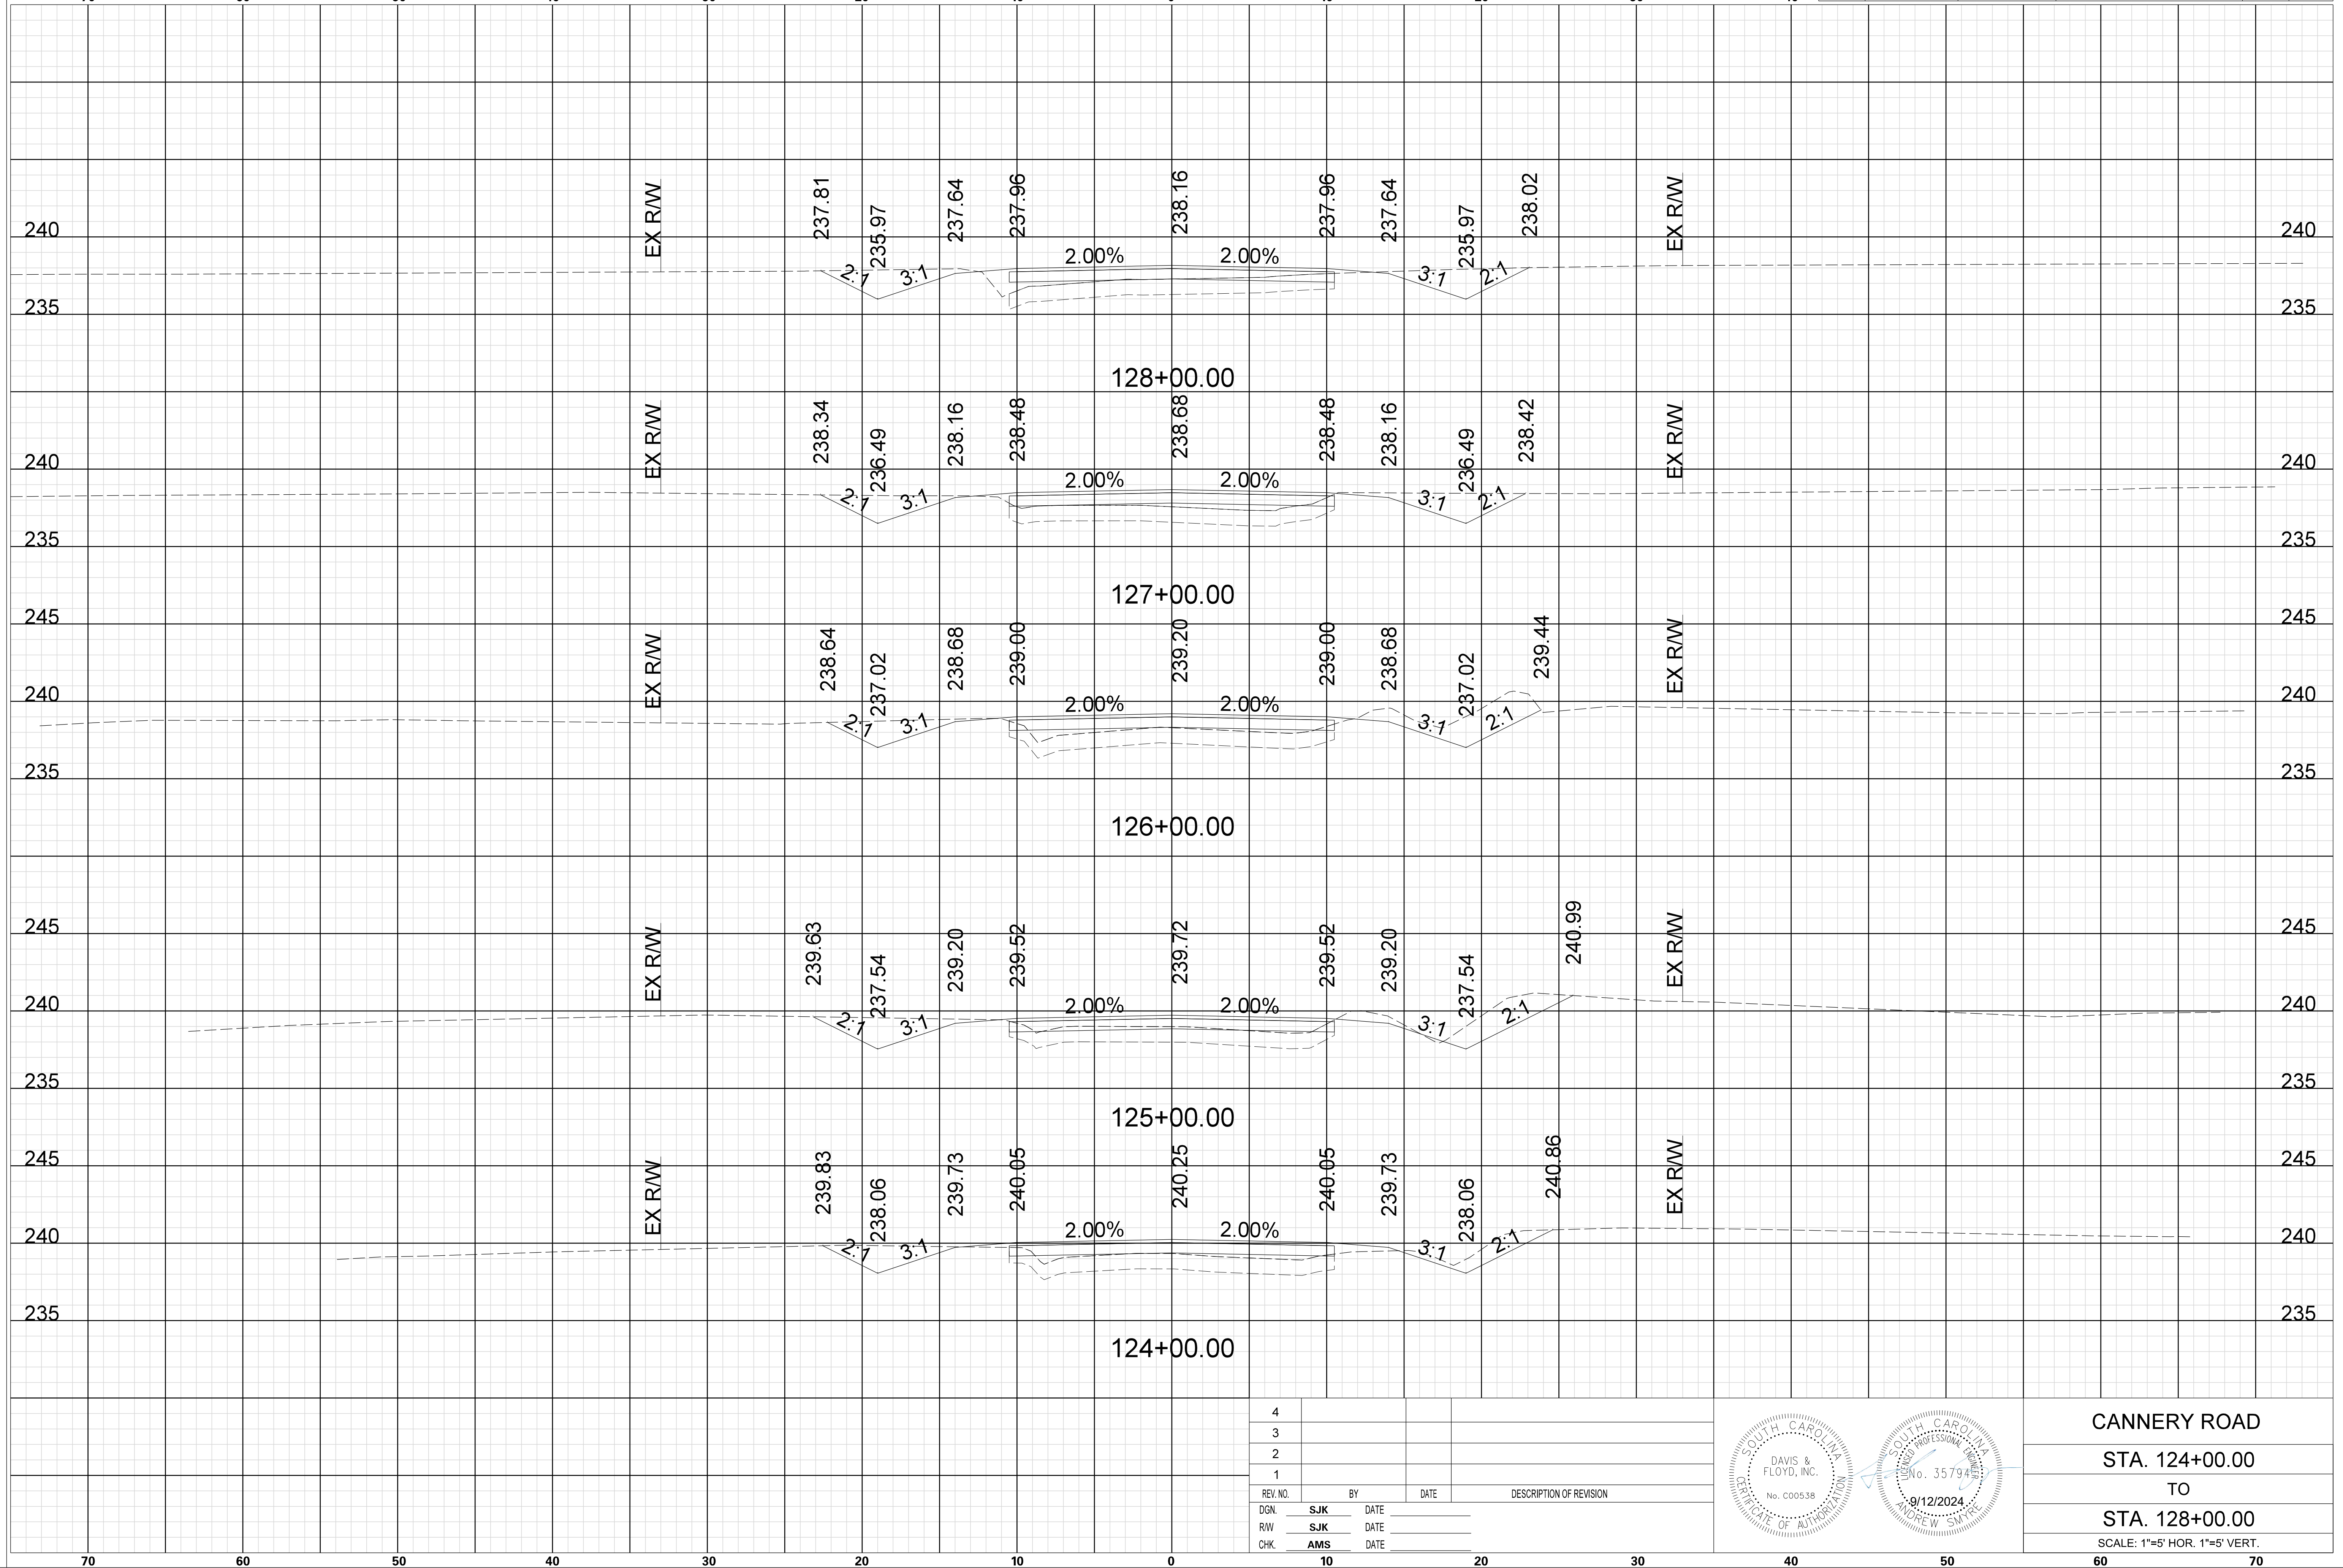 237.81 235.97 237.64 237.96 238.16 237.96 237.64 235.97 238.02
EX R/W EX R/W
240 240
2:1 3:1 2.00% 2.00% 3:1 2:1
235 235
128+00.00
238.34 236.49 238.16 238.48 238.68 238.48 238.16 236.49 238.42
EX R/W EX R/W
240 240
2:1 3:1 2.00% 2.00% 3:1 2:1
235 235
127+00.00
245 245
238.64 237.02 238.68 239.00 239.20 239.00 238.68 237.02 239.44
EX R/W EX R/W
240 240
2:1 3:1 2.00% 2.00% 3:1 2:1
235 235
126+00.00
245 245
239.63 237.54 239.20 239.52 239.72 239.52 239.20 237.54 240.99
EX R/W EX R/W
240 240
2:1 3:1 2.00% 2.00% 3:1 2:1
235 235
125+00.00
245 245
239.83 238.06 239.73 240.05 240.25 240.05 239.73 238.06 240.86
EX R/W EX R/W
240 240
2:1 3:1 2.00% 2.00% 3:1 2:1
235 235
124+00.00
4
3
2
1
REV. NO. BY DATE DESCRIPTION OF REVISION
DGN. SJK DATE
R/W SJK DATE
CHK. AMS DATE
SOUTH CAROLINA
DAVIS &
FLOYD, INC.
No. C00538
CERTIFICATE OF AUTHORIZATION
SOUTH CAROLINA
LICENSED PROFESSIONAL ENGINEER
No. 35794
9/12/2024
ANDREW SMYRE
CANNERY ROAD
STA. 124+00.00
TO
STA. 128+00.00
SCALE: 1"=5' HOR. 1"=5' VERT.
70 60 50 40 30 20 10 0 10 20 30 40 50 60 70